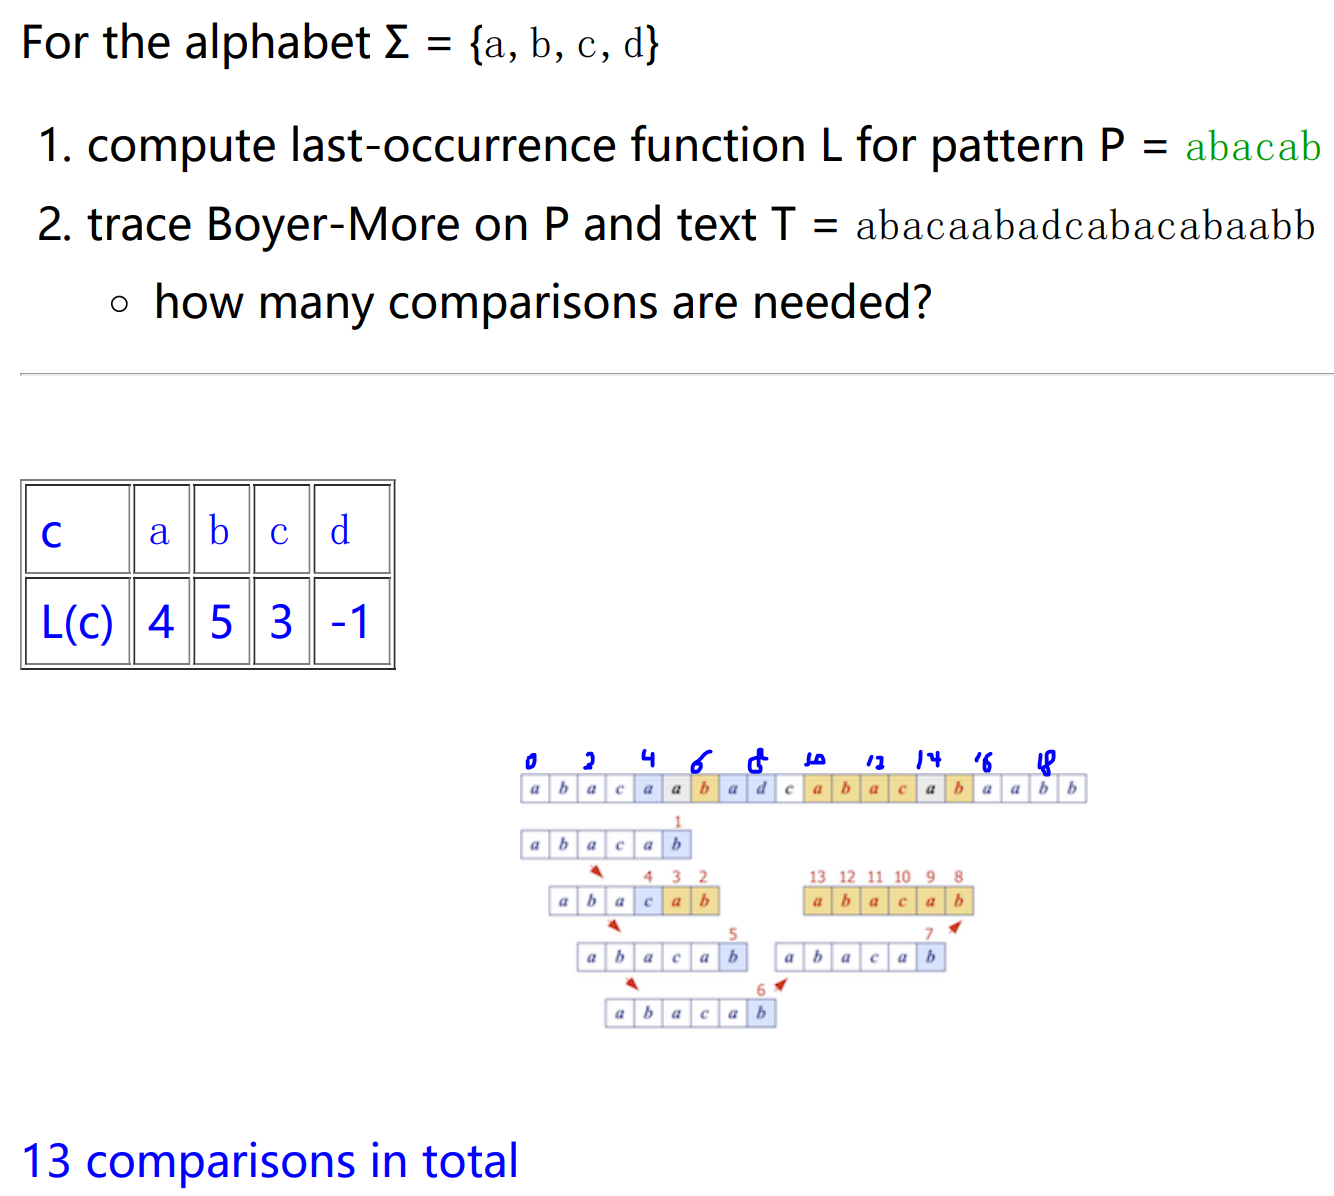 For the alphabet Σ = {a, b, c, d}
1. compute last-occurrence function L for pattern P = abacab
2. trace Boyer-More on P and text T = abacaabadcabacabaabb
○ how many comparisons are needed?
c a b c d
L(c) 4 5 3 -1
0 2 4 6 8 10 12 14 16 18
a b a c a a b a d c a b a c a b a a b b
1
a b a c a b
4 3 2 13 12 11 10 9 8
a b a c a b a b a c a b
5 7
a b a c a b a b a c a b
6
a b a c a b
13 comparisons in total